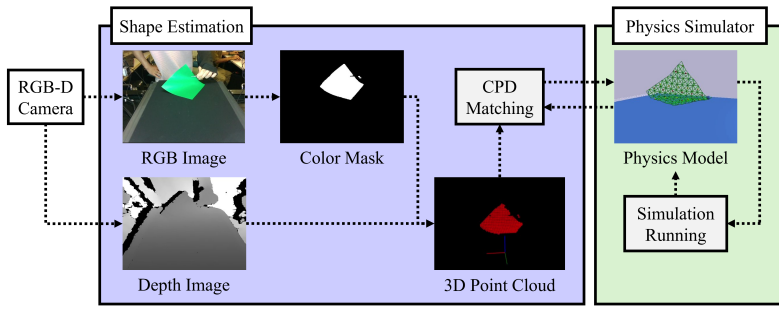 Shape Estimation
Physics Simulator
RGB-D
Camera
CPD
Matching
RGB Image
Color Mask
Physics Model
Simulation
Running
Depth Image
3D Point Cloud